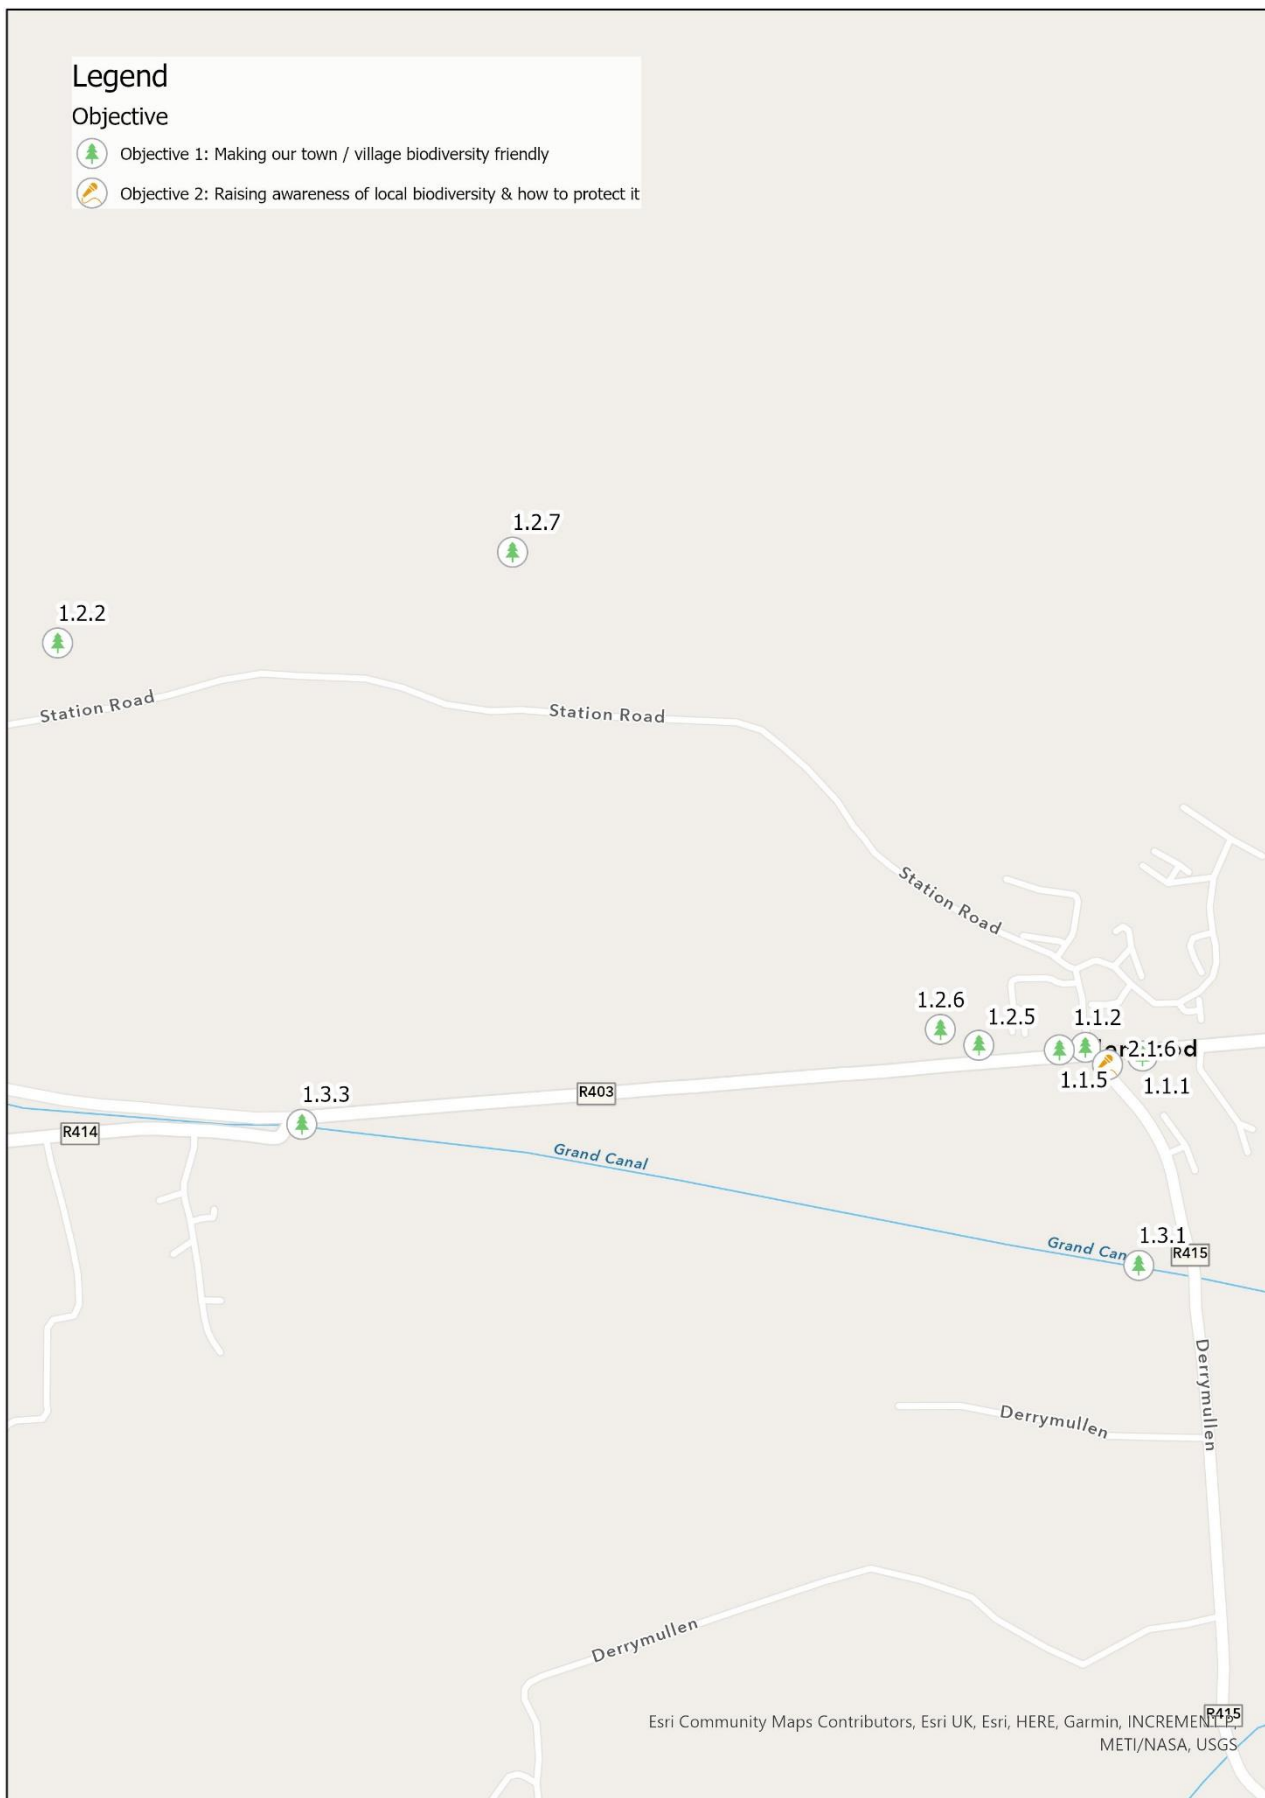 Legend
Objective
Objective 1: Making our town / village biodiversity friendly
Objective 2: Raising awareness of local biodiversity & how to protect it
1.2.7
1.2.2
Station Road
Station Road
Station Road
1.2.6
1.2.5
1.1.2
2.1.6
1.1.5
1.1.1
R403
1.3.3
R414
Grand Canal
1.3.1
Grand
R415
Derrymullen
Derrymullen
Derrymullen
R415
Esri Community Maps Contributors, Esri UK, Esri, HERE, Garmin, INCREMENT P,
METI/NASA, USGS